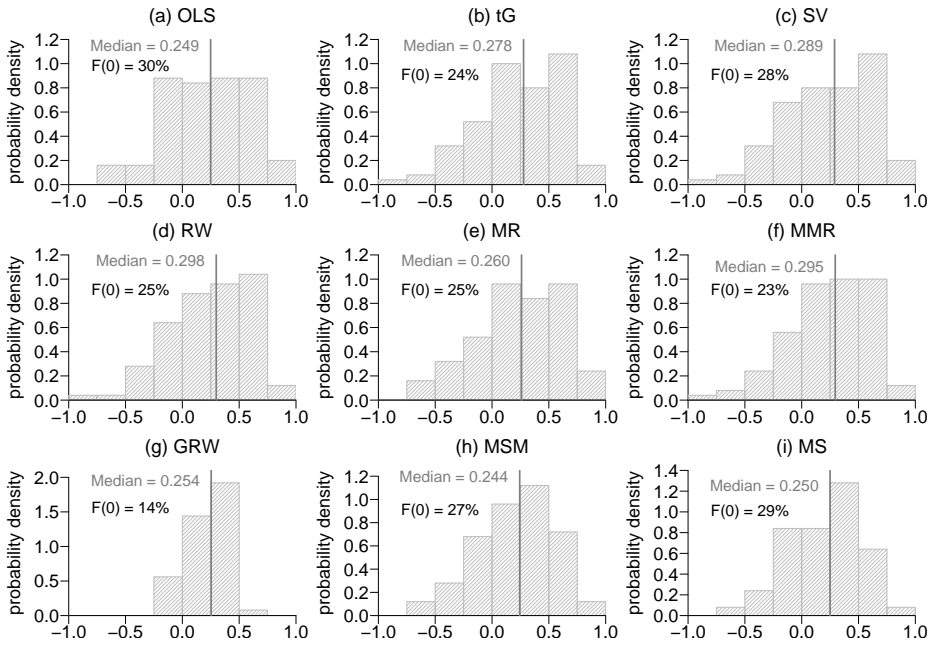 (a) OLS
probability density
1.2
1.0
0.8
0.6
0.4
0.2
0.0
Median = 0.249
F(0) = 30%
−1.0 −0.5 0.0 0.5 1.0
(b) tG
probability density
1.2
1.0
0.8
0.6
0.4
0.2
0.0
Median = 0.278
F(0) = 24%
−1.0 −0.5 0.0 0.5 1.0
(c) SV
probability density
1.2
1.0
0.8
0.6
0.4
0.2
0.0
Median = 0.289
F(0) = 28%
−1.0 −0.5 0.0 0.5 1.0
(d) RW
probability density
1.2
1.0
0.8
0.6
0.4
0.2
0.0
Median = 0.298
F(0) = 25%
−1.0 −0.5 0.0 0.5 1.0
(e) MR
probability density
1.2
1.0
0.8
0.6
0.4
0.2
0.0
Median = 0.260
F(0) = 25%
−1.0 −0.5 0.0 0.5 1.0
(f) MMR
probability density
1.2
1.0
0.8
0.6
0.4
0.2
0.0
Median = 0.295
F(0) = 23%
−1.0 −0.5 0.0 0.5 1.0
(g) GRW
probability density
2.0
1.5
1.0
0.5
0.0
Median = 0.254
F(0) = 14%
−1.0 −0.5 0.0 0.5 1.0
(h) MSM
probability density
1.2
1.0
0.8
0.6
0.4
0.2
0.0
Median = 0.244
F(0) = 27%
−1.0 −0.5 0.0 0.5 1.0
(i) MS
probability density
1.4
1.2
1.0
0.8
0.6
0.4
0.2
0.0
Median = 0.250
F(0) = 29%
−1.0 −0.5 0.0 0.5 1.0